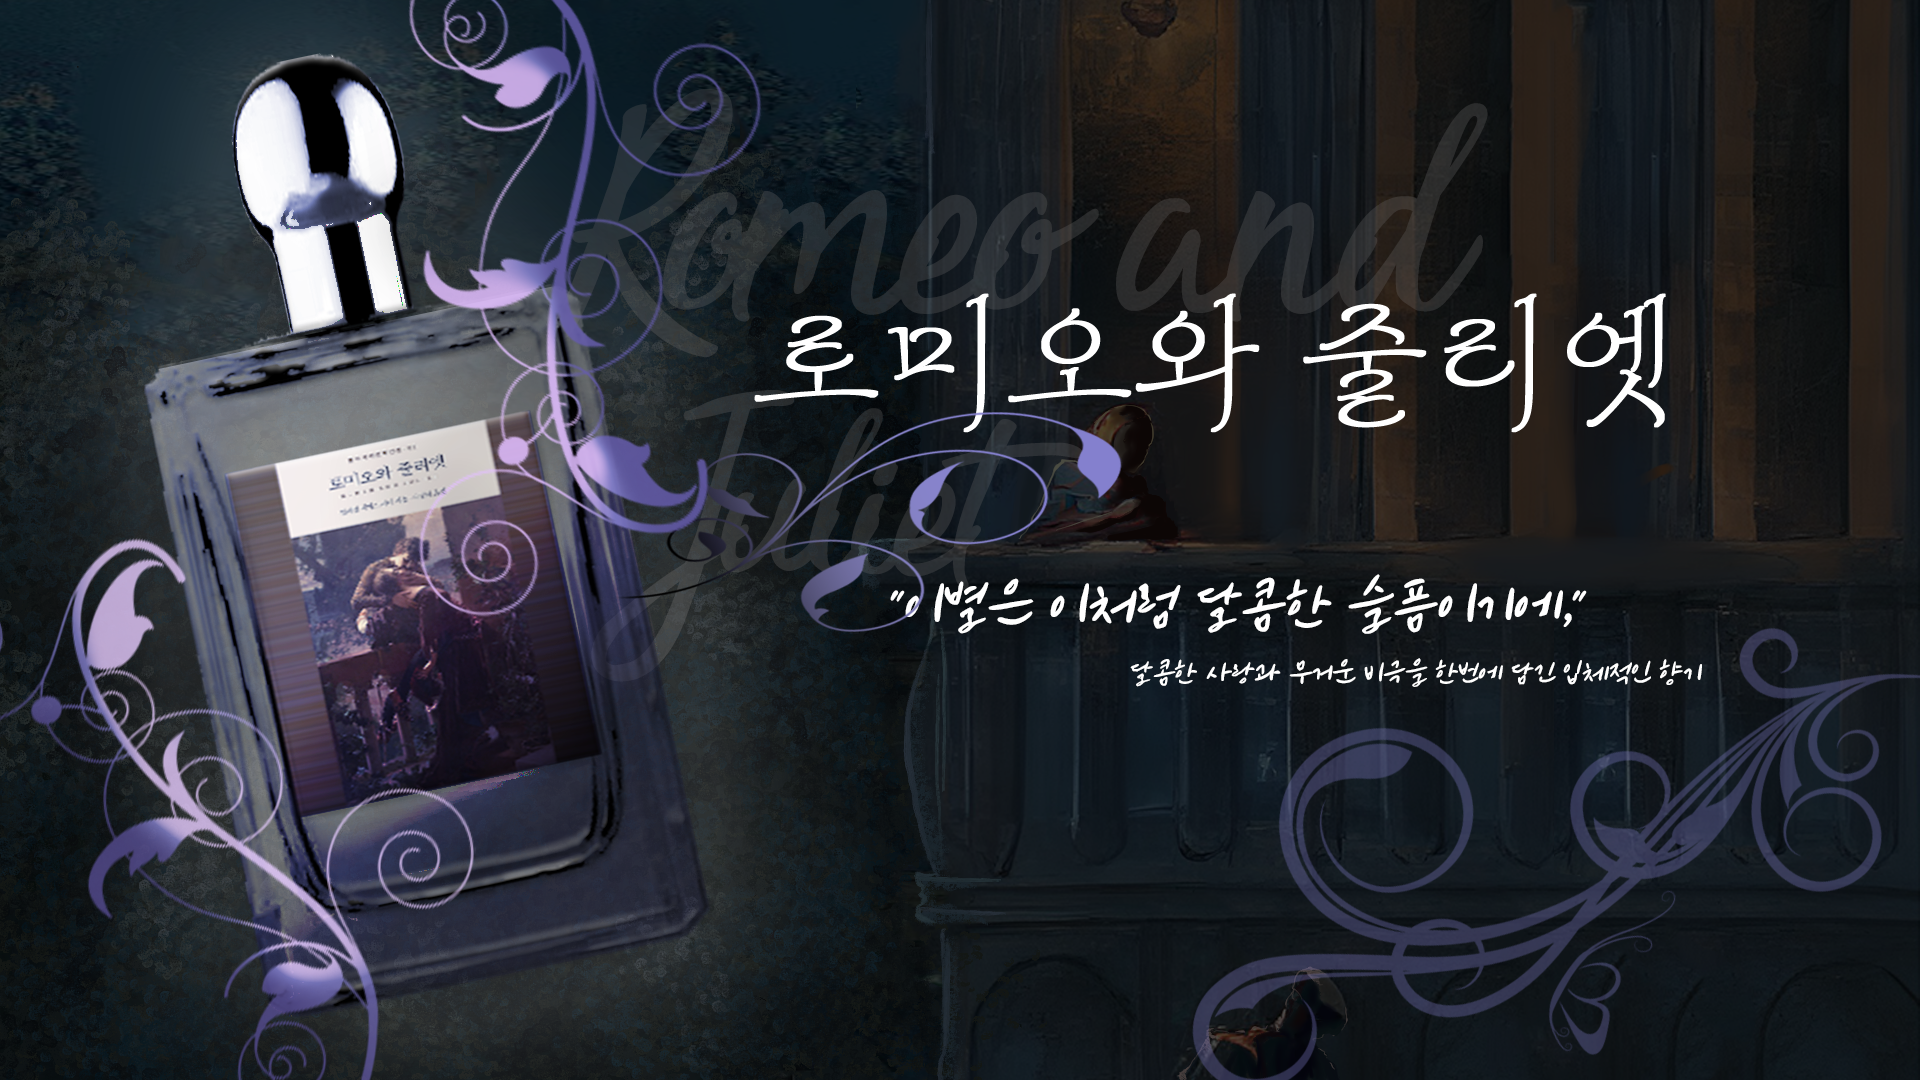 Romeo and
Juliet
로미오와 줄리엣
"이별은 이처럼 달콤한 슬픔이기에,"
달콤한 사랑과 무거운 비극을 한번에 담긴 입체적인 향기
로미오와 줄리엣